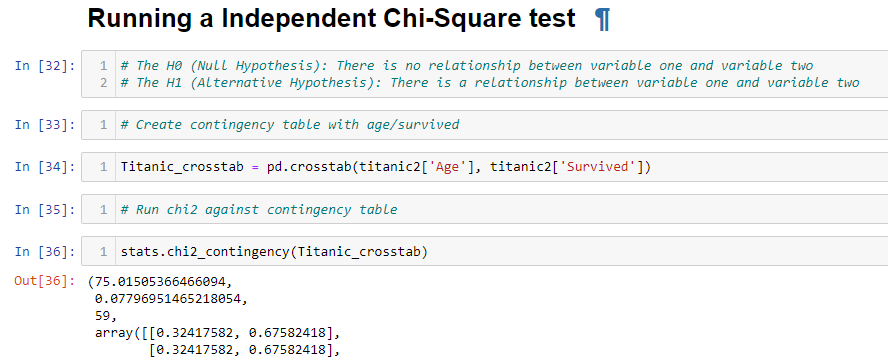 Running a Independent Chi-Square test ¶
In [32]: 1 # The H0 (Null Hypothesis): There is no relationship between variable one and variable two
2 # The H1 (Alternative Hypothesis): There is a relationship between variable one and variable two
In [33]: 1 # Create contingency table with age/survived
In [34]: 1 Titanic_crosstab = pd.crosstab(titanic2['Age'], titanic2['Survived'])
In [35]: 1 # Run chi2 against contingency table
In [36]: 1 stats.chi2_contingency(Titanic_crosstab)
Out[36]: (75.01505366466094,
0.07796951465218054,
59,
array([[0.32417582, 0.67582418],
[0.32417582, 0.67582418],